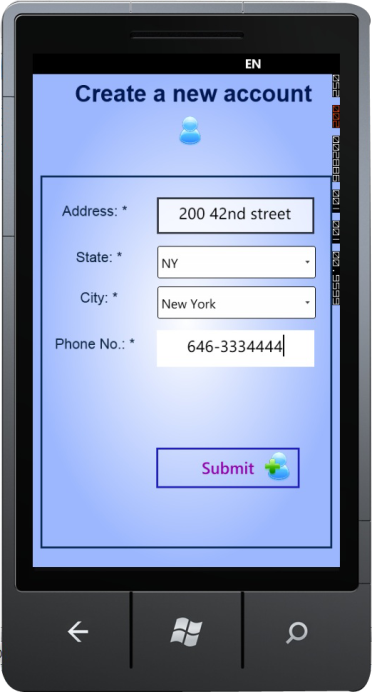 EN
Create a new account
Address: *
200 42nd street
State: *
NY
City: *
New York
Phone No.: *
646-3334444
Submit